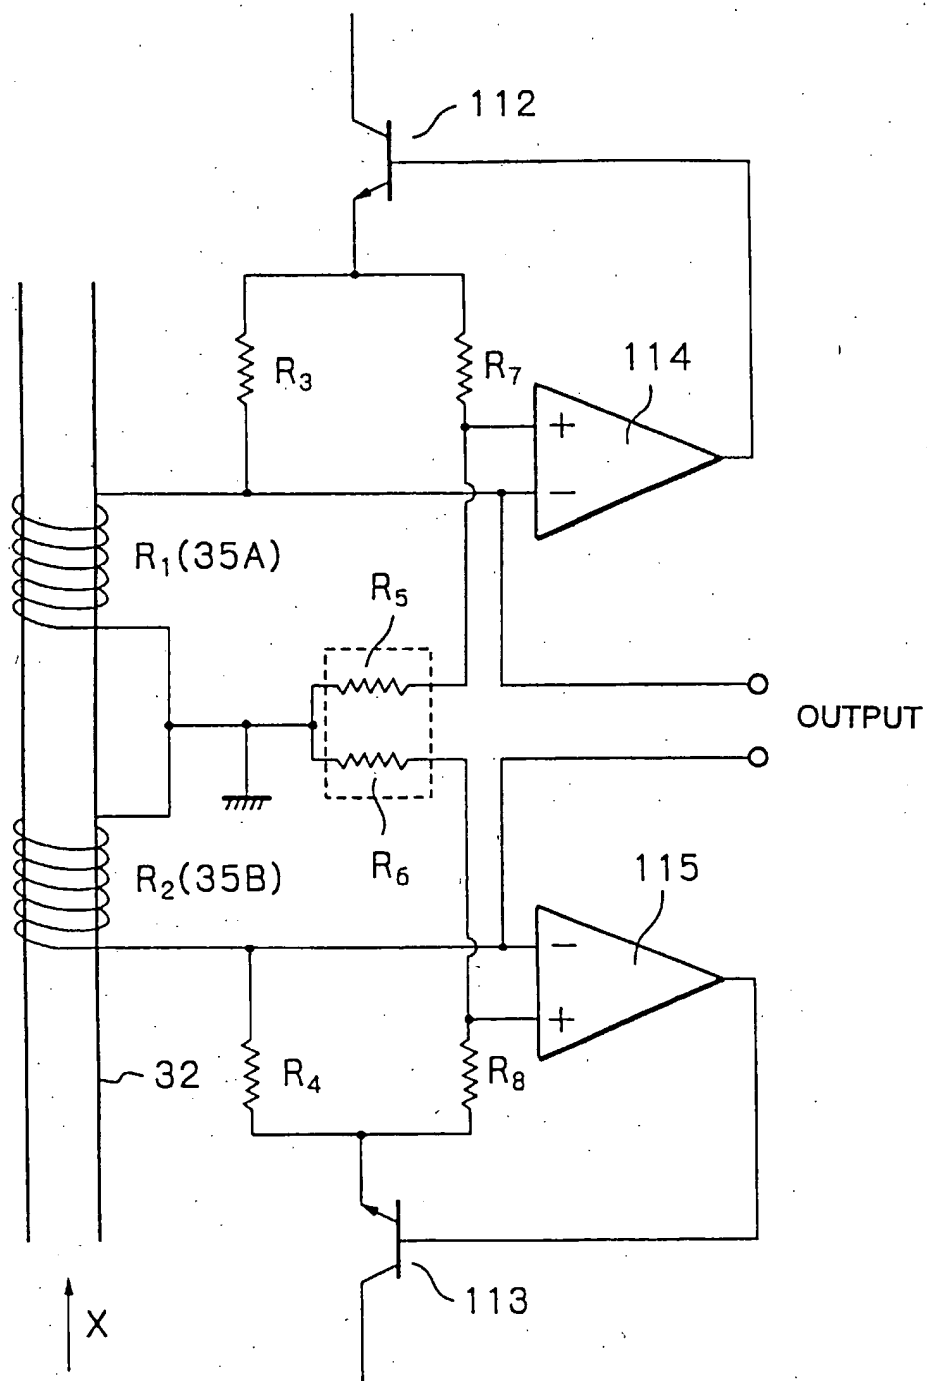 112
R₃
R₇
114
+
−
R₁(35A)
R₅
OUTPUT
R₆
R₂(35B)
115
−
+
32
R₄
R₈
113
X